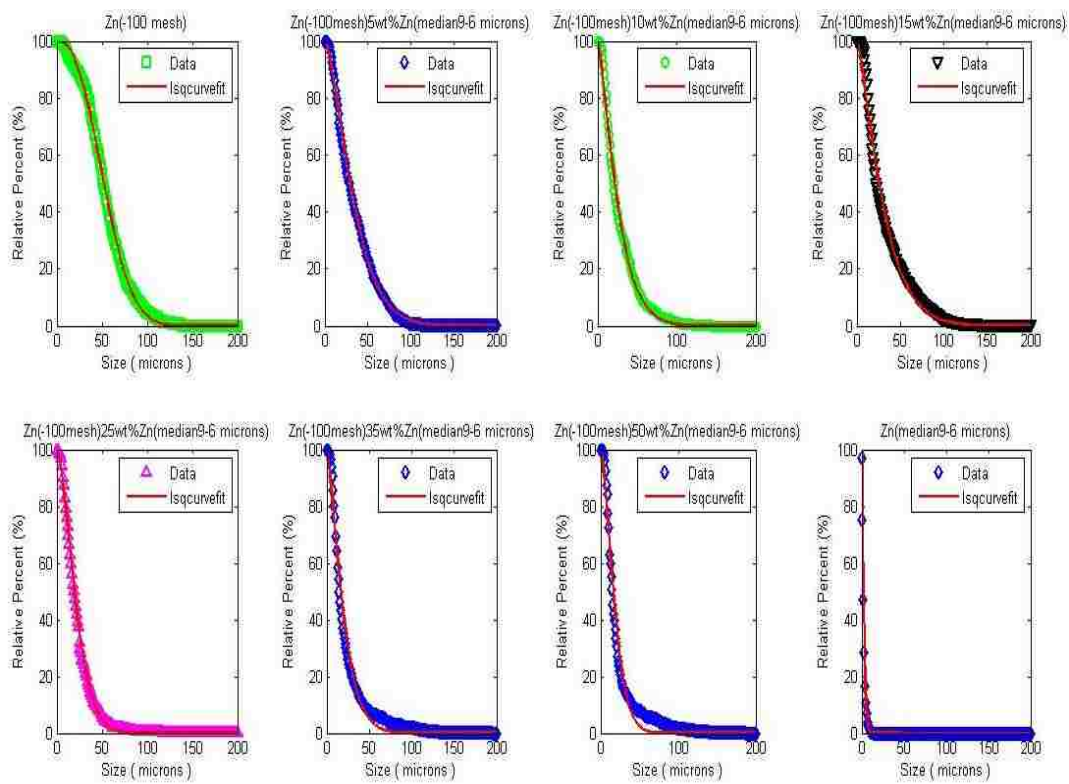 Zn(-100 mesh)
100
80
60
40
20
0
0 50 100 150 200
Relative Percent (%)
Size ( microns )
Data
lsqcurvefit
Zn(-100mesh)5wt%Zn(median9-6 microns)
100
80
60
40
20
0
0 50 100 150 200
Relative Percent (%)
Size ( microns )
Data
lsqcurvefit
Zn(-100mesh)10wt%Zn(median9-6 microns)
100
80
60
40
20
0
0 50 100 150 200
Relative Percent (%)
Size ( microns )
Data
lsqcurvefit
Zn(-100mesh)15wt%Zn(median9-6 microns)
100
80
60
40
20
0
0 50 100 150 200
Relative Percent (%)
Size ( microns )
Data
lsqcurvefit
Zn(-100mesh)25wt%Zn(median9-6 microns)
100
80
60
40
20
0
0 50 100 150 200
Relative Percent (%)
Size ( microns )
Data
lsqcurvefit
Zn(-100mesh)35wt%Zn(median9-6 microns)
100
80
60
40
20
0
0 50 100 150 200
Relative Percent (%)
Size ( microns )
Data
lsqcurvefit
Zn(-100mesh)50wt%Zn(median9-6 microns)
100
80
60
40
20
0
0 50 100 150 200
Relative Percent (%)
Size ( microns )
Data
lsqcurvefit
Zn(median9-6 microns)
100
80
60
40
20
0
0 50 100 150 200
Relative Percent (%)
Size ( microns )
Data
lsqcurvefit